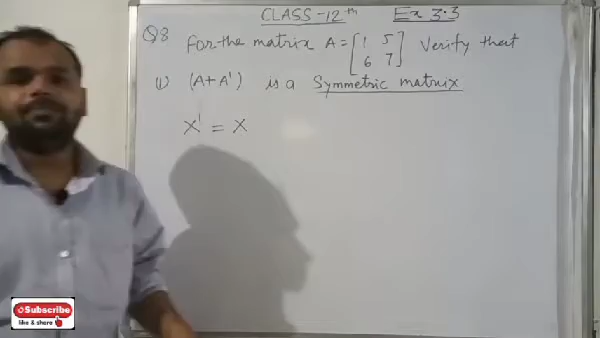 CLASS-12th Ex 3.3
Q8 For the matrix A = [1 5
6 7] Verify that
(i) (A+A') is a Symmetric matrix
X' = X
Subscribe
like & share